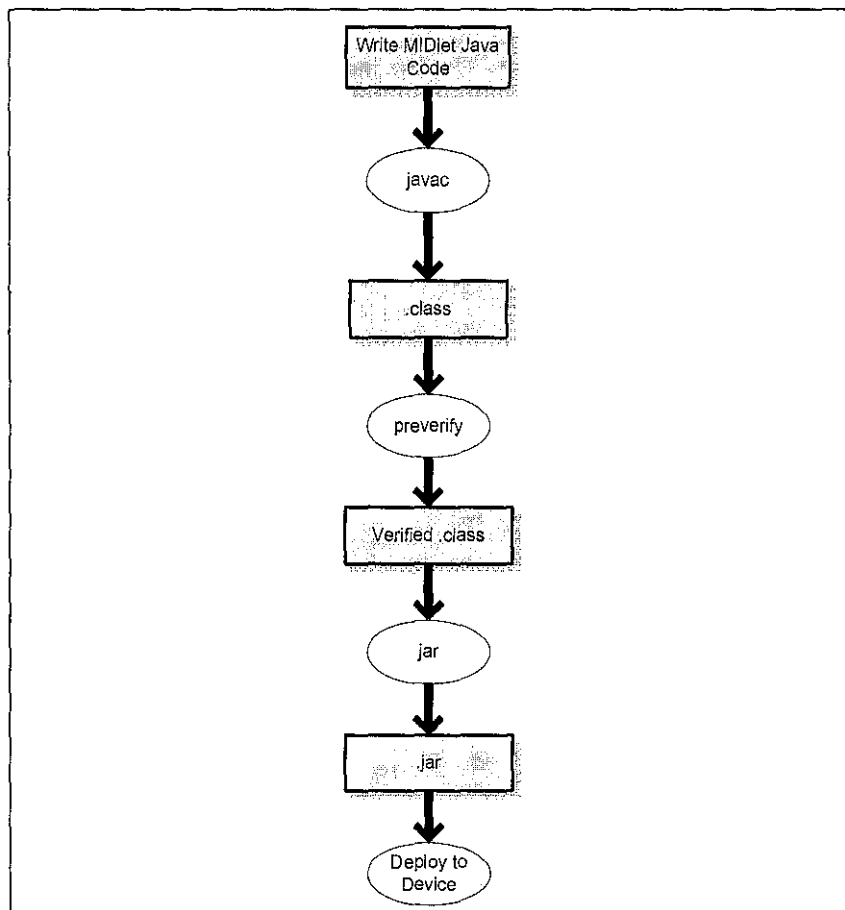 Write MIDlet Java
Code
javac
.class
preverify
Verified .class
jar
.jar
Deploy to
Device